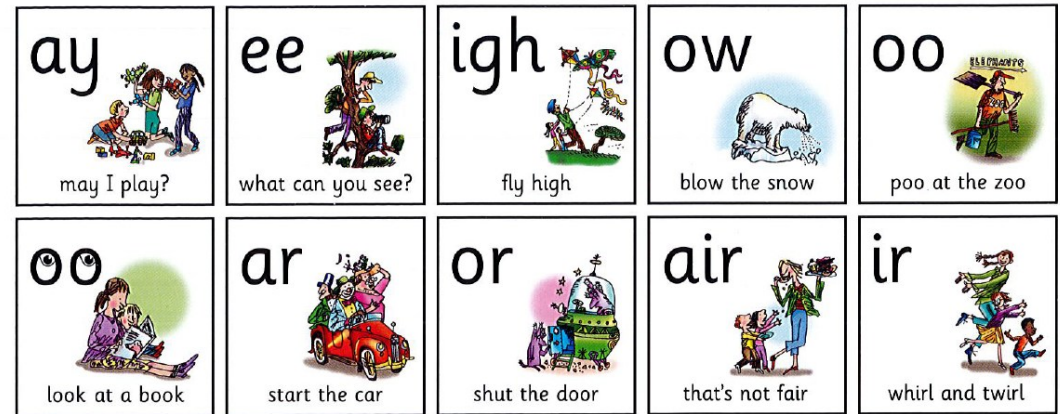 ay
may I play?
ee
what can you see?
igh
fly high
ow
blow the snow
oo
ELEPHANTS
poo at the zoo
oo
look at a book
ar
start the car
or
shut the door
air
that's not fair
ir
whirl and twirl